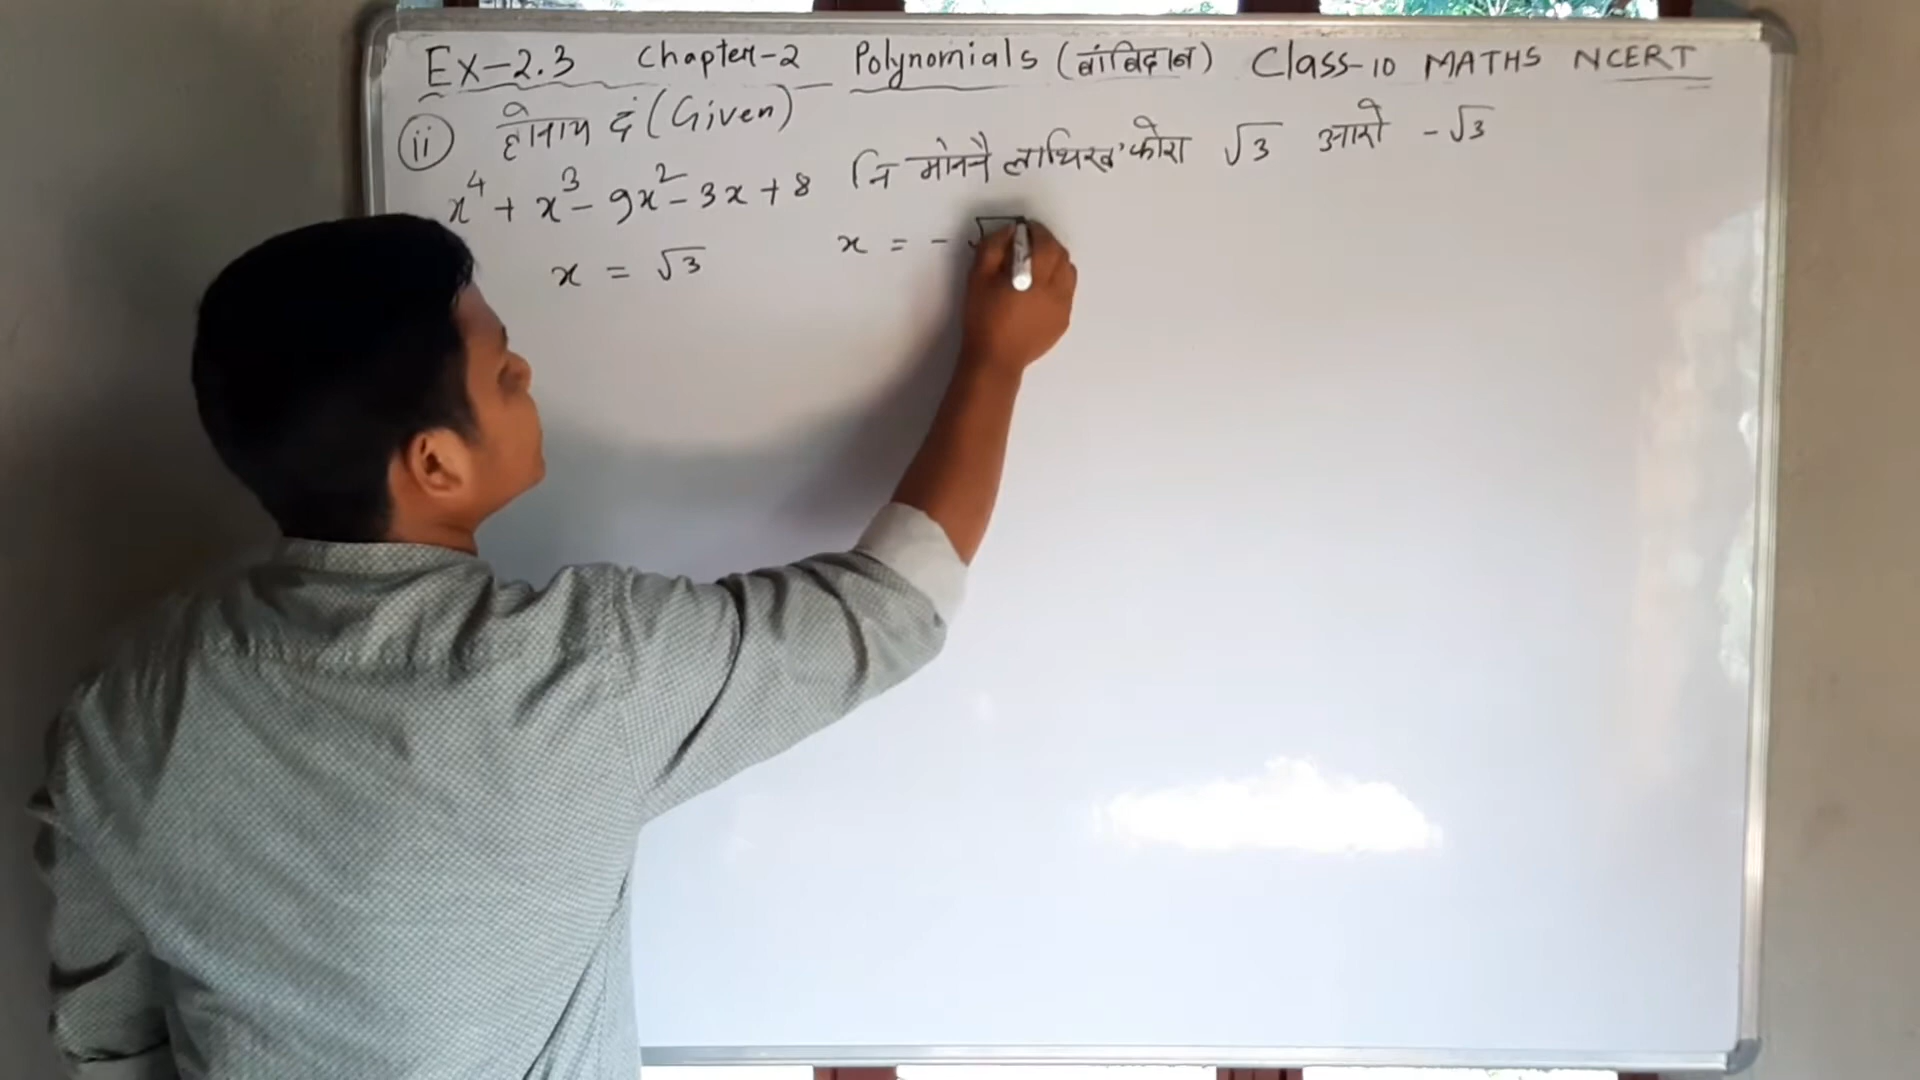 Ex-2.3 Chapter-2 Polynomials (बांबिदाब) Class-10 MATHS NCERT
(ii) होनाय दं (Given)
x⁴ + x³ - 9x² - 3x + 8 नि मोननै लाथिख'फोरा √3 आरो -√3
x = √3 x = - √